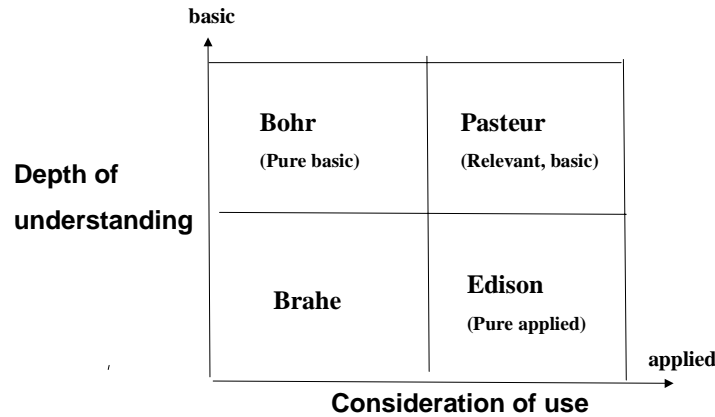 basic
Bohr
(Pure basic)
Pasteur
(Relevant, basic)
Depth of
understanding
Brahe
Edison
(Pure applied)
applied
Consideration of use